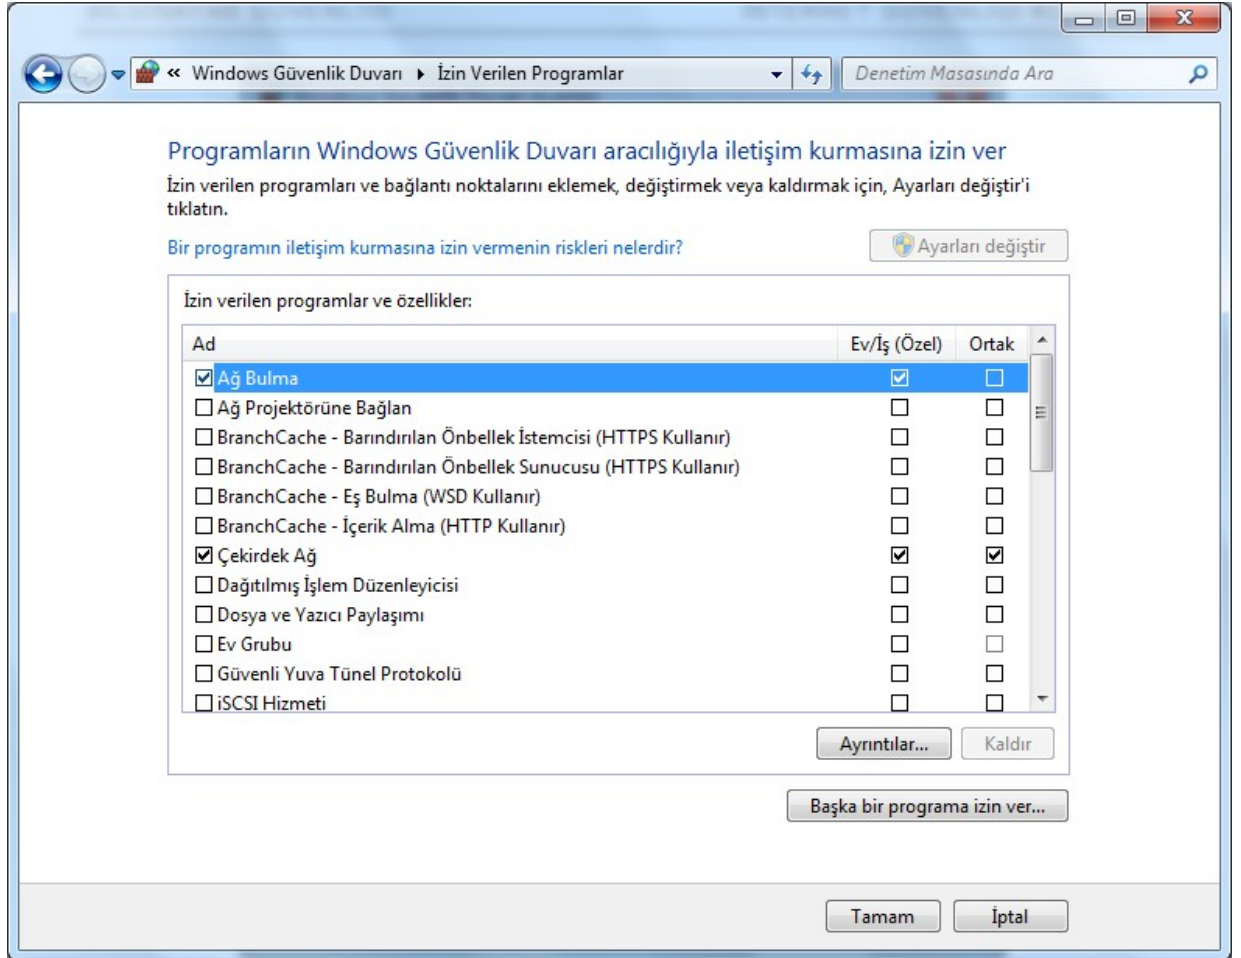 « Windows Güvenlik Duvarı ▸ İzin Verilen Programlar
Denetim Masasında Ara
Programların Windows Güvenlik Duvarı aracılığıyla iletişim kurmasına izin ver
İzin verilen programları ve bağlantı noktalarını eklemek, değiştirmek veya kaldırmak için, Ayarları değiştir'i
tıklatın.
Bir programın iletişim kurmasına izin vermenin riskleri nelerdir?
Ayarları değiştir
İzin verilen programlar ve özellikler:
Ad Ev/İş (Özel) Ortak
Ağ Bulma
Ağ Projektörüne Bağlan
BranchCache - Barındırılan Önbellek İstemcisi (HTTPS Kullanır)
BranchCache - Barındırılan Önbellek Sunucusu (HTTPS Kullanır)
BranchCache - Eş Bulma (WSD Kullanır)
BranchCache - İçerik Alma (HTTP Kullanır)
Çekirdek Ağ
Dağıtılmış İşlem Düzenleyicisi
Dosya ve Yazıcı Paylaşımı
Ev Grubu
Güvenli Yuva Tünel Protokolü
iSCSI Hizmeti
Ayrıntılar... Kaldır
Başka bir programa izin ver...
Tamam İptal